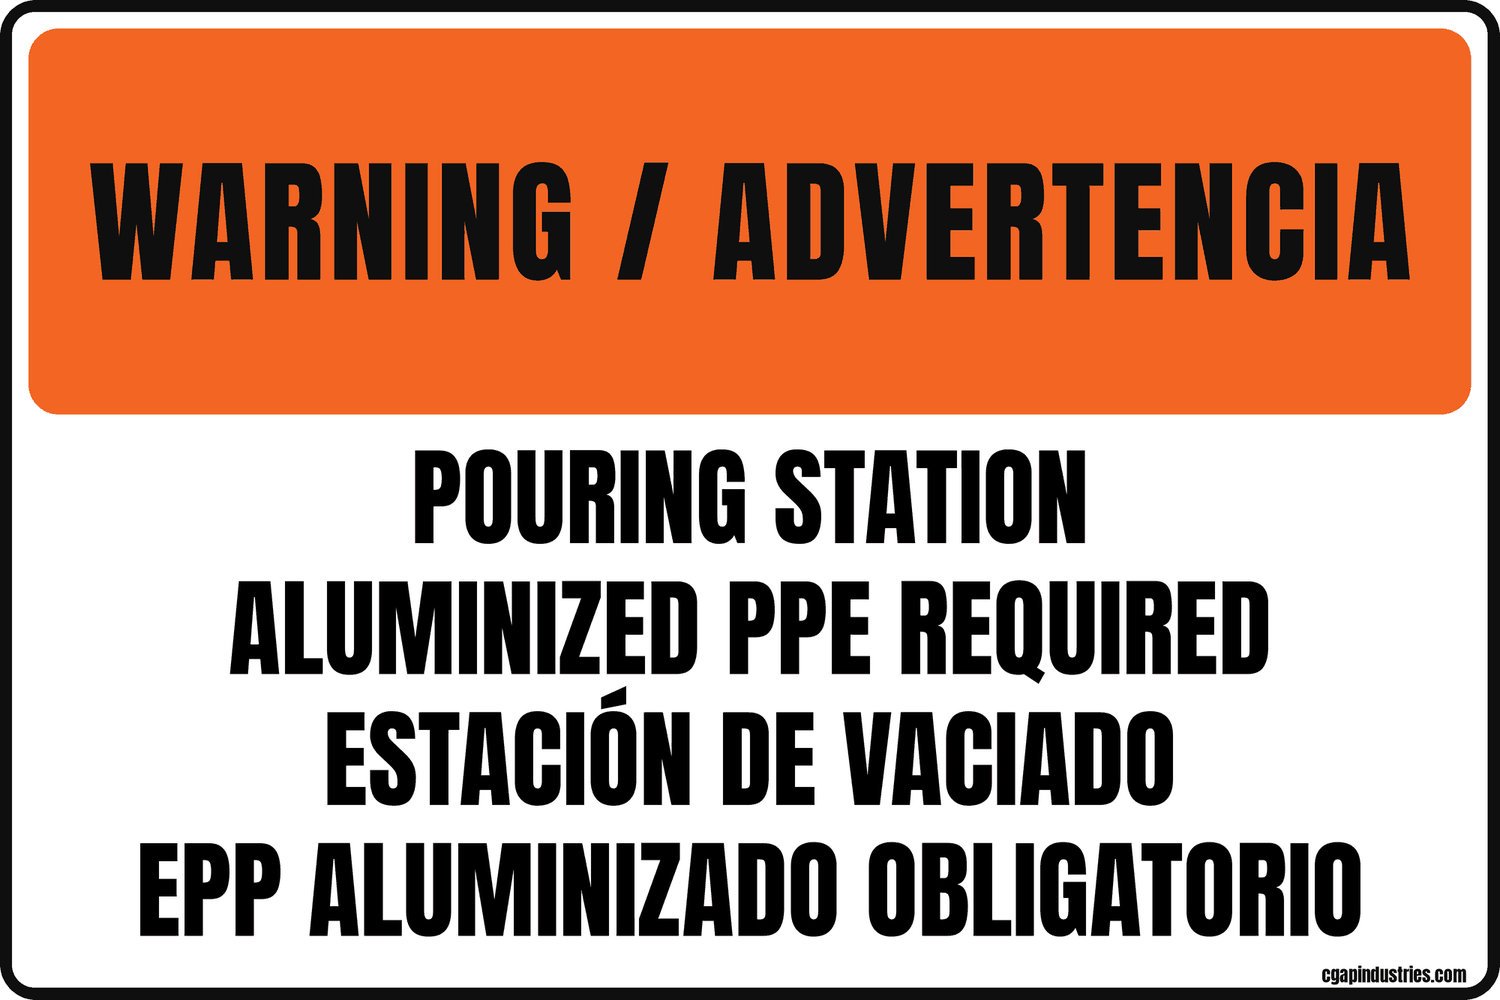 WARNING / ADVERTENCIA
POURING STATION
ALUMINIZED PPE REQUIRED
ESTACIÓN DE VACIADO
EPP ALUMINIZADO OBLIGATORIO
cgapindustries.com